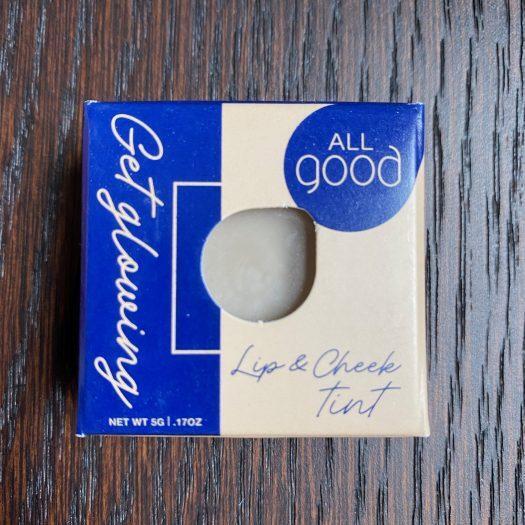 Get glowing
ALL
good
Lip & Cheek
Tint
NET WT 5G | .17OZ